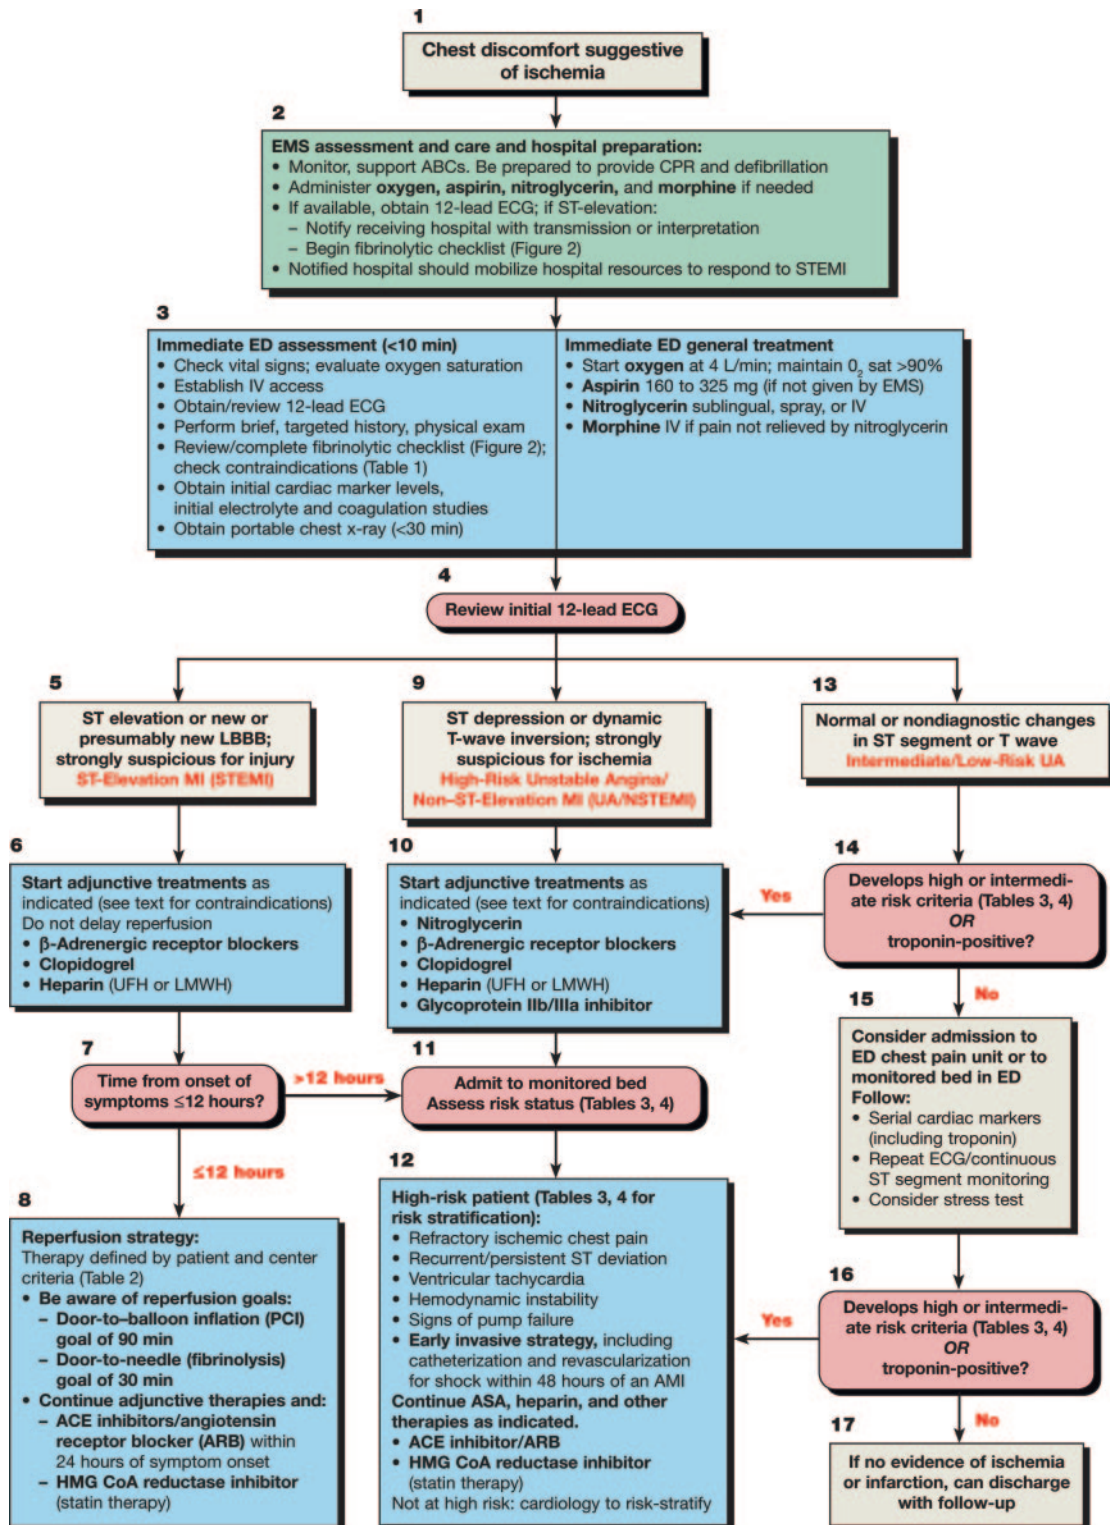 1
Chest discomfort suggestive
of ischemia
2
EMS assessment and care and hospital preparation:
• Monitor, support ABCs. Be prepared to provide CPR and defibrillation
• Administer oxygen, aspirin, nitroglycerin, and morphine if needed
• If available, obtain 12-lead ECG; if ST-elevation:
– Notify receiving hospital with transmission or interpretation
– Begin fibrinolytic checklist (Figure 2)
• Notified hospital should mobilize hospital resources to respond to STEMI
3
Immediate ED assessment (<10 min)
• Check vital signs; evaluate oxygen saturation
• Establish IV access
• Obtain/review 12-lead ECG
• Perform brief, targeted history, physical exam
• Review/complete fibrinolytic checklist (Figure 2);
check contraindications (Table 1)
• Obtain initial cardiac marker levels,
initial electrolyte and coagulation studies
• Obtain portable chest x-ray (<30 min)
Immediate ED general treatment
• Start oxygen at 4 L/min; maintain 0₂ sat >90%
• Aspirin 160 to 325 mg (if not given by EMS)
• Nitroglycerin sublingual, spray, or IV
• Morphine IV if pain not relieved by nitroglycerin
4
Review initial 12-lead ECG
5
ST elevation or new or
presumably new LBBB;
strongly suspicious for injury
ST-Elevation MI (STEMI)
9
ST depression or dynamic
T-wave inversion; strongly
suspicious for ischemia
High-Risk Unstable Angina/
Non–ST-Elevation MI (UA/NSTEMI)
13
Normal or nondiagnostic changes
in ST segment or T wave
Intermediate/Low-Risk UA
6
Start adjunctive treatments as
indicated (see text for contraindications)
Do not delay reperfusion
• β-Adrenergic receptor blockers
• Clopidogrel
• Heparin (UFH or LMWH)
10
Start adjunctive treatments as
indicated (see text for contraindications)
• Nitroglycerin
• β-Adrenergic receptor blockers
• Clopidogrel
• Heparin (UFH or LMWH)
• Glycoprotein IIb/IIIa inhibitor
Yes
14
Develops high or intermedi-
ate risk criteria (Tables 3, 4)
OR
troponin-positive?
No
7
Time from onset of
symptoms ≤12 hours?
>12 hours
≤12 hours
11
Admit to monitored bed
Assess risk status (Tables 3, 4)
15
Consider admission to
ED chest pain unit or to
monitored bed in ED
Follow:
• Serial cardiac markers
(including troponin)
• Repeat ECG/continuous
ST segment monitoring
• Consider stress test
8
Reperfusion strategy:
Therapy defined by patient and center
criteria (Table 2)
• Be aware of reperfusion goals:
– Door-to–balloon inflation (PCI)
goal of 90 min
– Door-to-needle (fibrinolysis)
goal of 30 min
• Continue adjunctive therapies and:
– ACE inhibitors/angiotensin
receptor blocker (ARB) within
24 hours of symptom onset
– HMG CoA reductase inhibitor
(statin therapy)
12
High-risk patient (Tables 3, 4 for
risk stratification):
• Refractory ischemic chest pain
• Recurrent/persistent ST deviation
• Ventricular tachycardia
• Hemodynamic instability
• Signs of pump failure
• Early invasive strategy, including
catheterization and revascularization
for shock within 48 hours of an AMI
Continue ASA, heparin, and other
therapies as indicated.
• ACE inhibitor/ARB
• HMG CoA reductase inhibitor
(statin therapy)
Not at high risk: cardiology to risk-stratify
Yes
16
Develops high or intermedi-
ate risk criteria (Tables 3, 4)
OR
troponin-positive?
No
17
If no evidence of ischemia
or infarction, can discharge
with follow-up